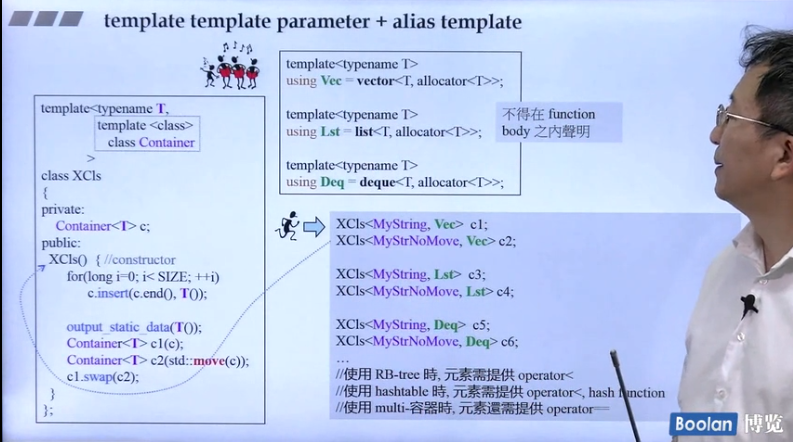 template template parameter + alias template
template<typename T,
template <class>
class Container
>
class XCls
{
private:
Container<T> c;
public:
XCls() { //constructor
for(long i=0; i< SIZE; ++i)
c.insert(c.end(), T());
output_static_data(T());
Container<T> c1(c);
Container<T> c2(std::move(c));
c1.swap(c2);
}
};
template<typename T>
using Vec = vector<T, allocator<T>>;
template<typename T>
using Lst = list<T, allocator<T>>;
template<typename T>
using Deq = deque<T, allocator<T>>;
不得在 function
body 之內聲明
XCls<MyString, Vec> c1;
XCls<MyStrNoMove, Vec> c2;
XCls<MyString, Lst> c3;
XCls<MyStrNoMove, Lst> c4;
XCls<MyString, Deq> c5;
XCls<MyStrNoMove, Deq> c6;
…
//使用 RB-tree 時, 元素需提供 operator<
//使用 hashtable 時, 元素需提供 operator<, hash function
//使用 multi-容器時, 元素還需提供 operator==
Boolan 博览